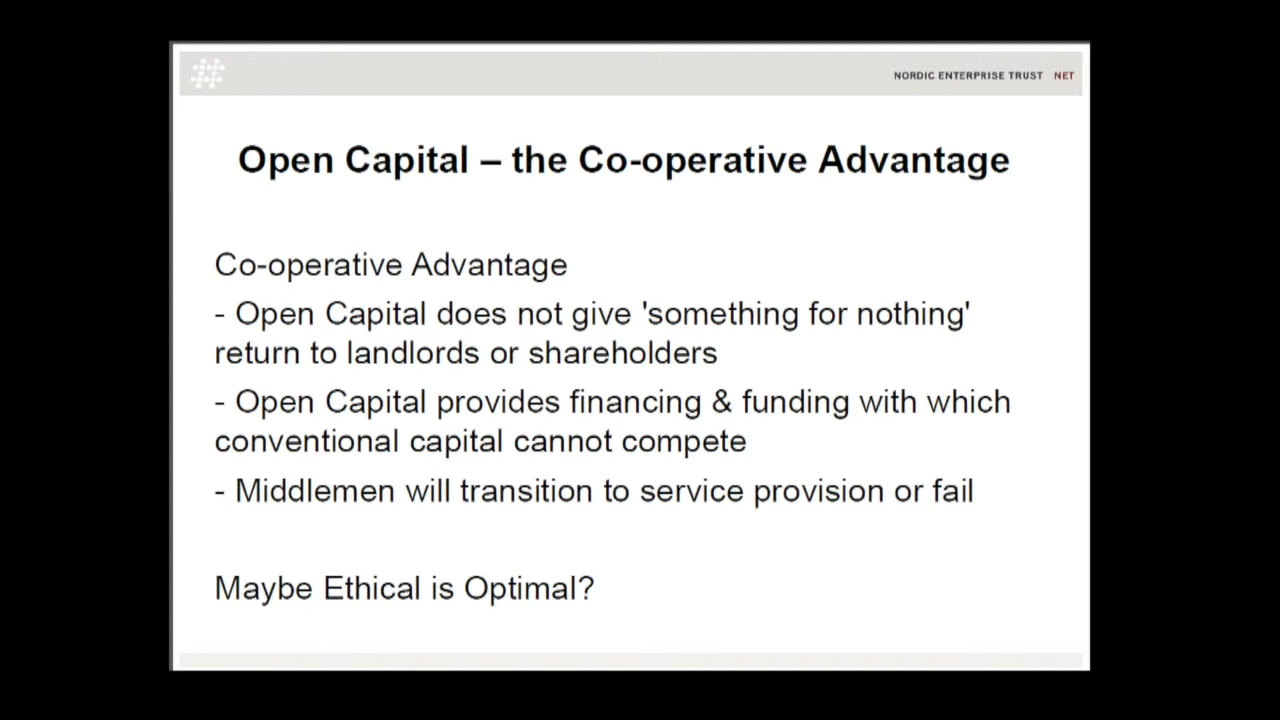 NORDIC ENTERPRISE TRUST NET
Open Capital – the Co-operative Advantage
Co-operative Advantage
- Open Capital does not give 'something for nothing'
return to landlords or shareholders
- Open Capital provides financing & funding with which
conventional capital cannot compete
- Middlemen will transition to service provision or fail
Maybe Ethical is Optimal?